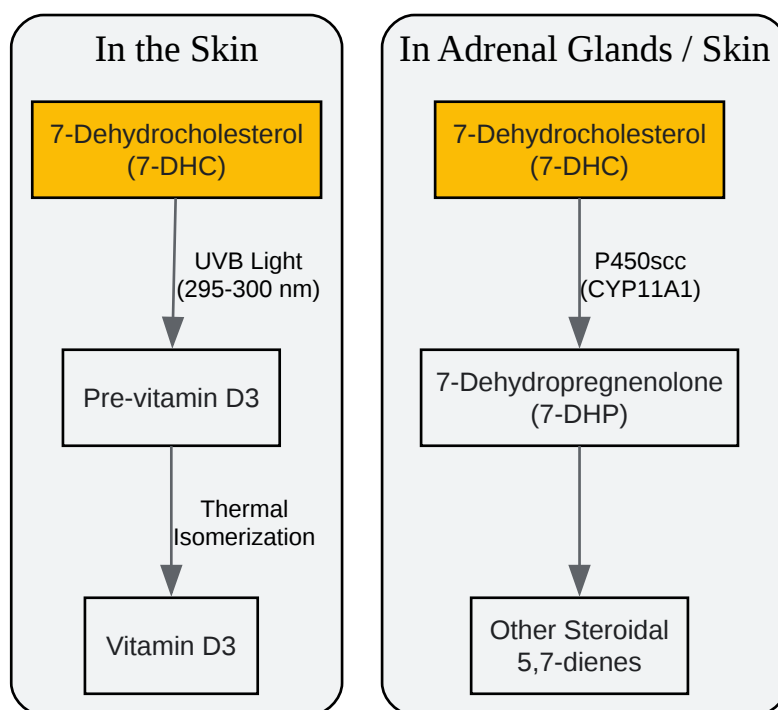 In the Skin
7-Dehydrocholesterol
(7-DHC)
UVB Light
(295-300 nm)
Pre-vitamin D3
Thermal
Isomerization
Vitamin D3
In Adrenal Glands / Skin
7-Dehydrocholesterol
(7-DHC)
P450scc
(CYP11A1)
7-Dehydropregnenolone
(7-DHP)
Other Steroidal
5,7-dienes